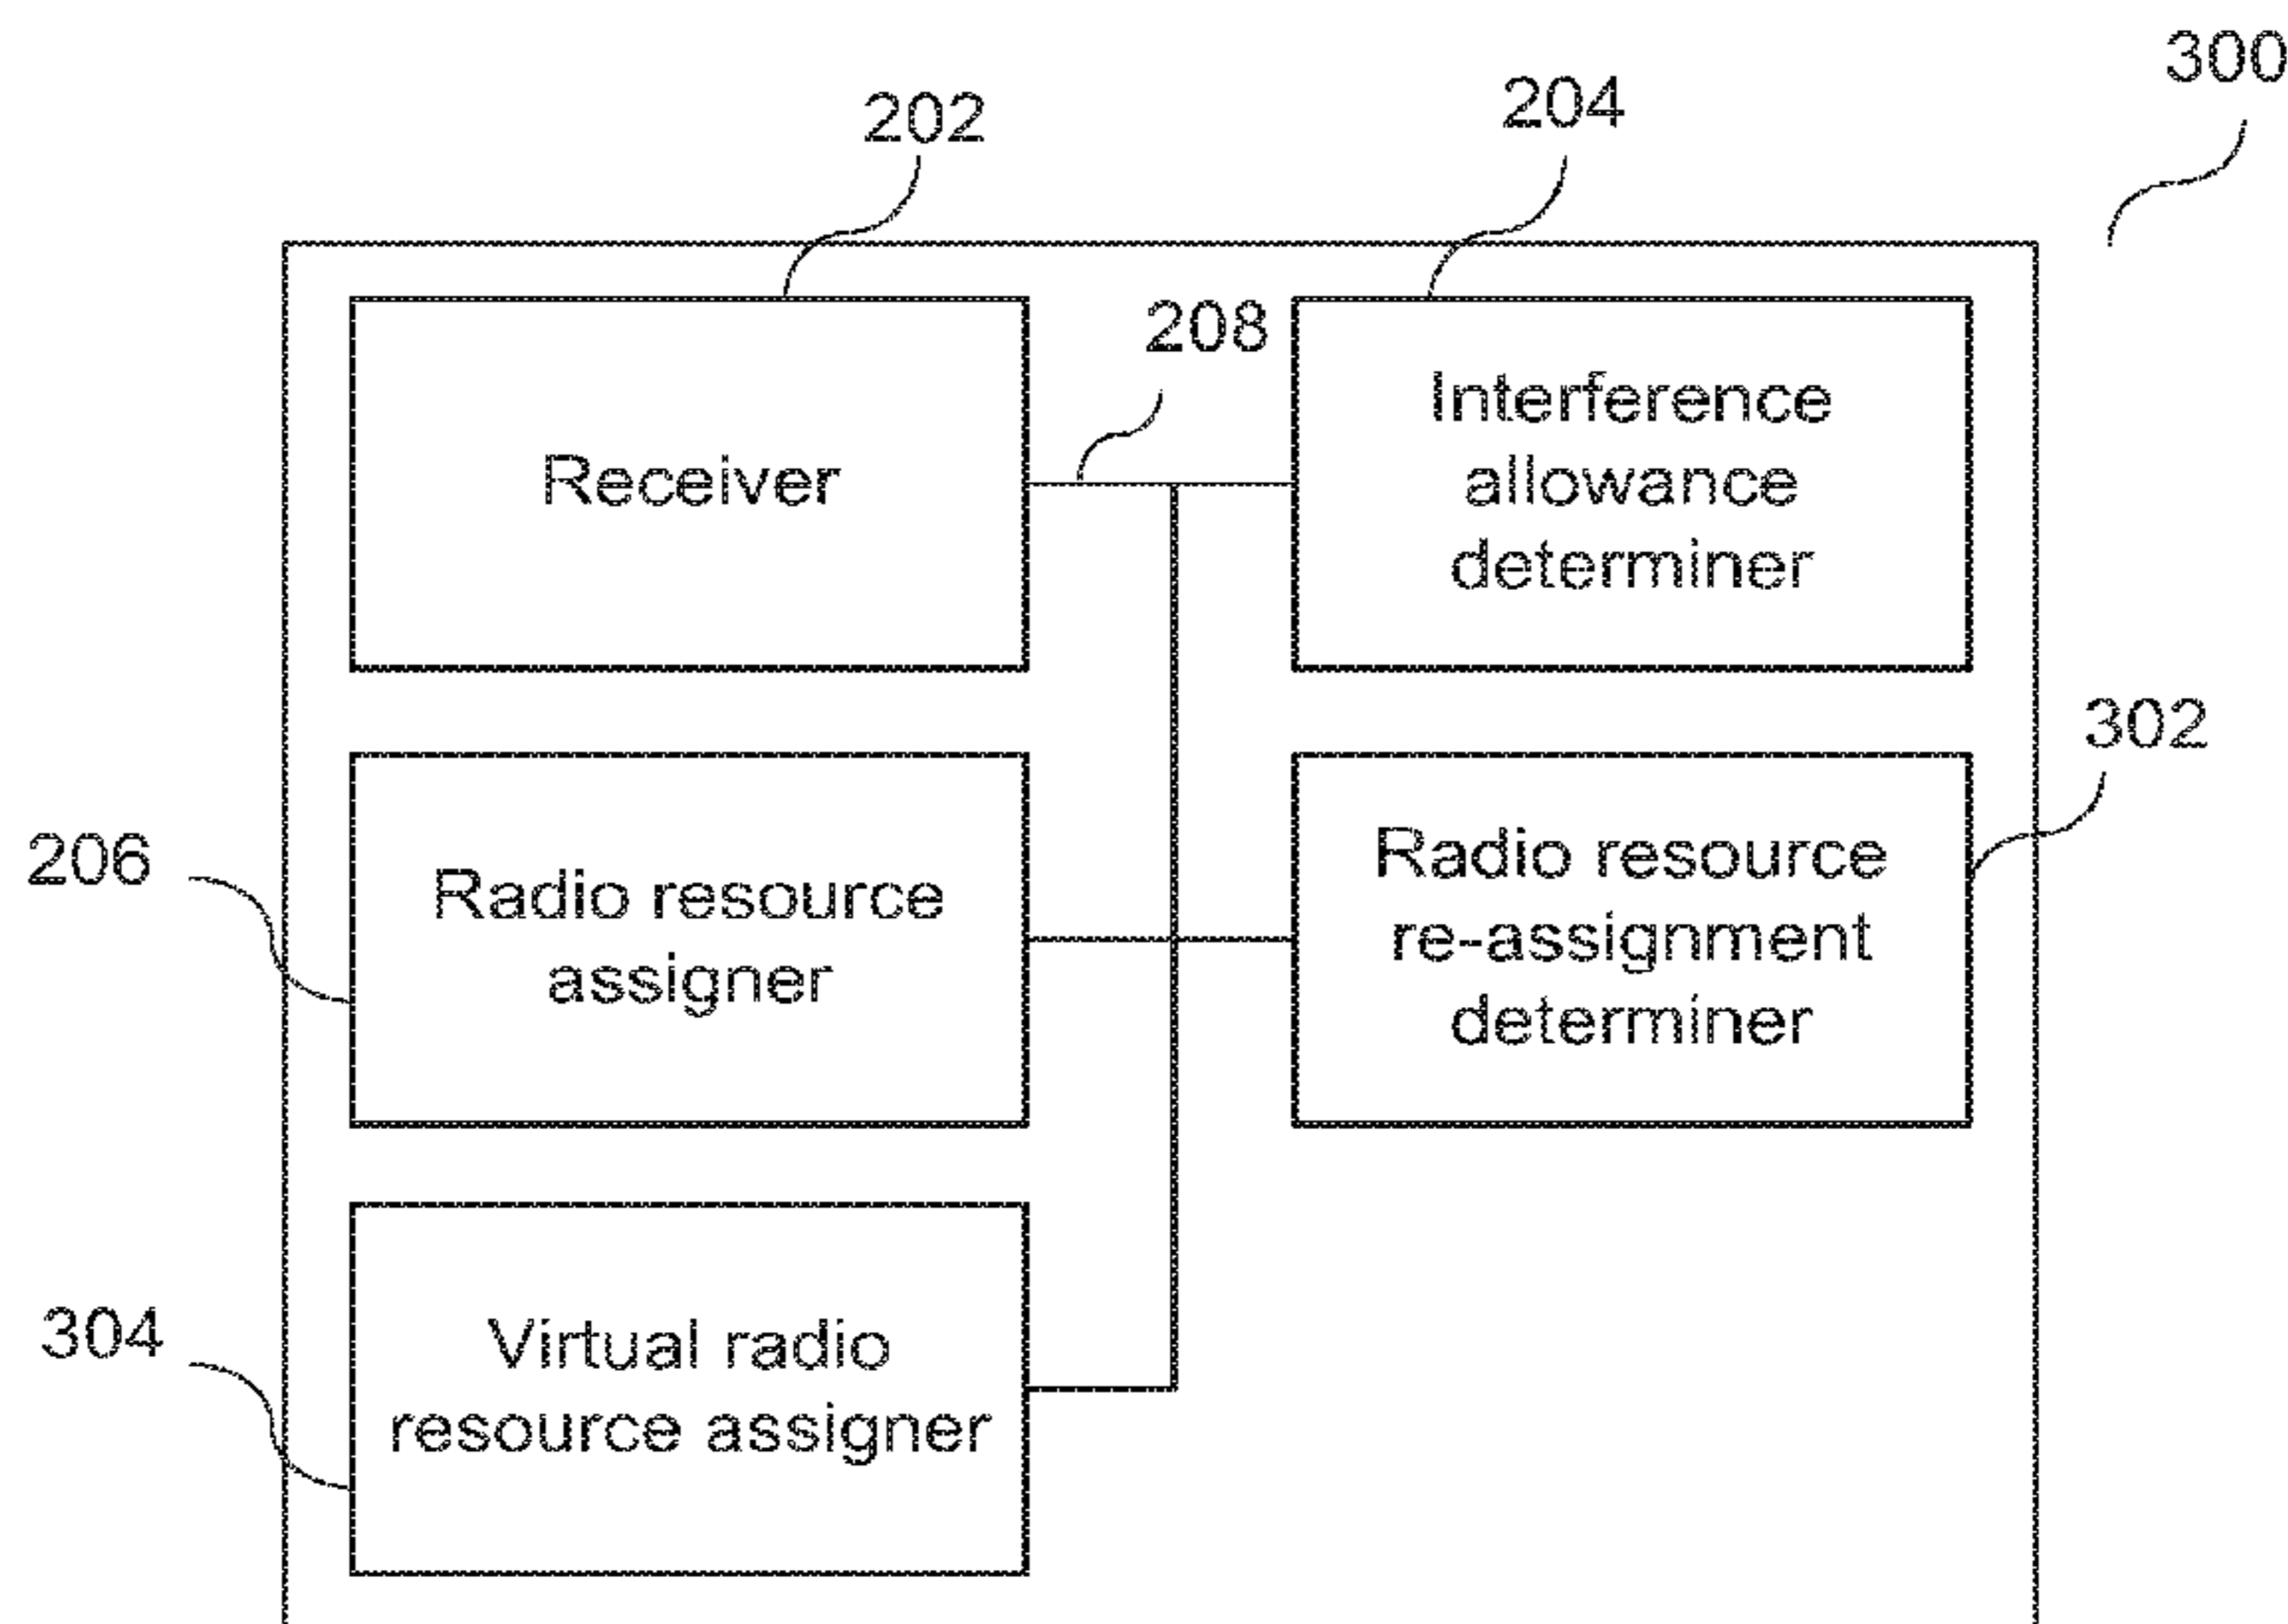 300
202
204
208
Receiver
Interference
allowance
determiner
302
206
Radio resource
assigner
Radio resource
re-assignment
determiner
304
Virtual radio
resource assigner